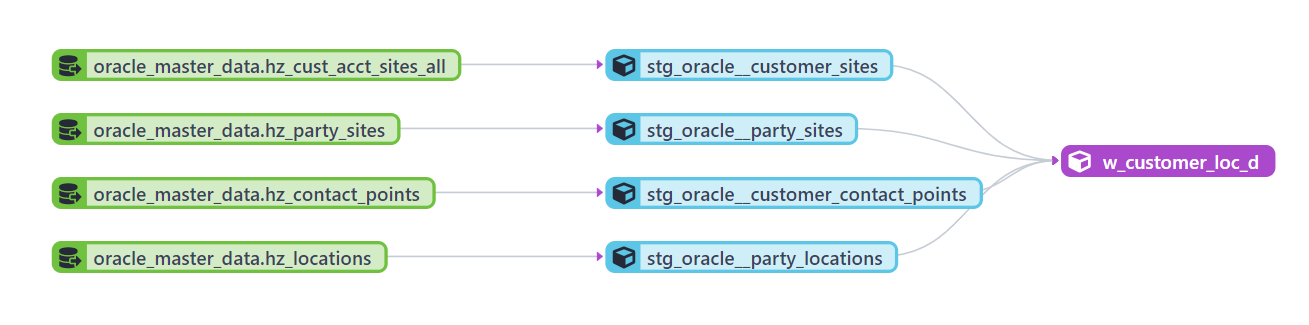 oracle_master_data.hz_cust_acct_sites_all
stg_oracle__customer_sites
oracle_master_data.hz_party_sites
stg_oracle__party_sites
w_customer_loc_d
oracle_master_data.hz_contact_points
stg_oracle__customer_contact_points
oracle_master_data.hz_locations
stg_oracle__party_locations